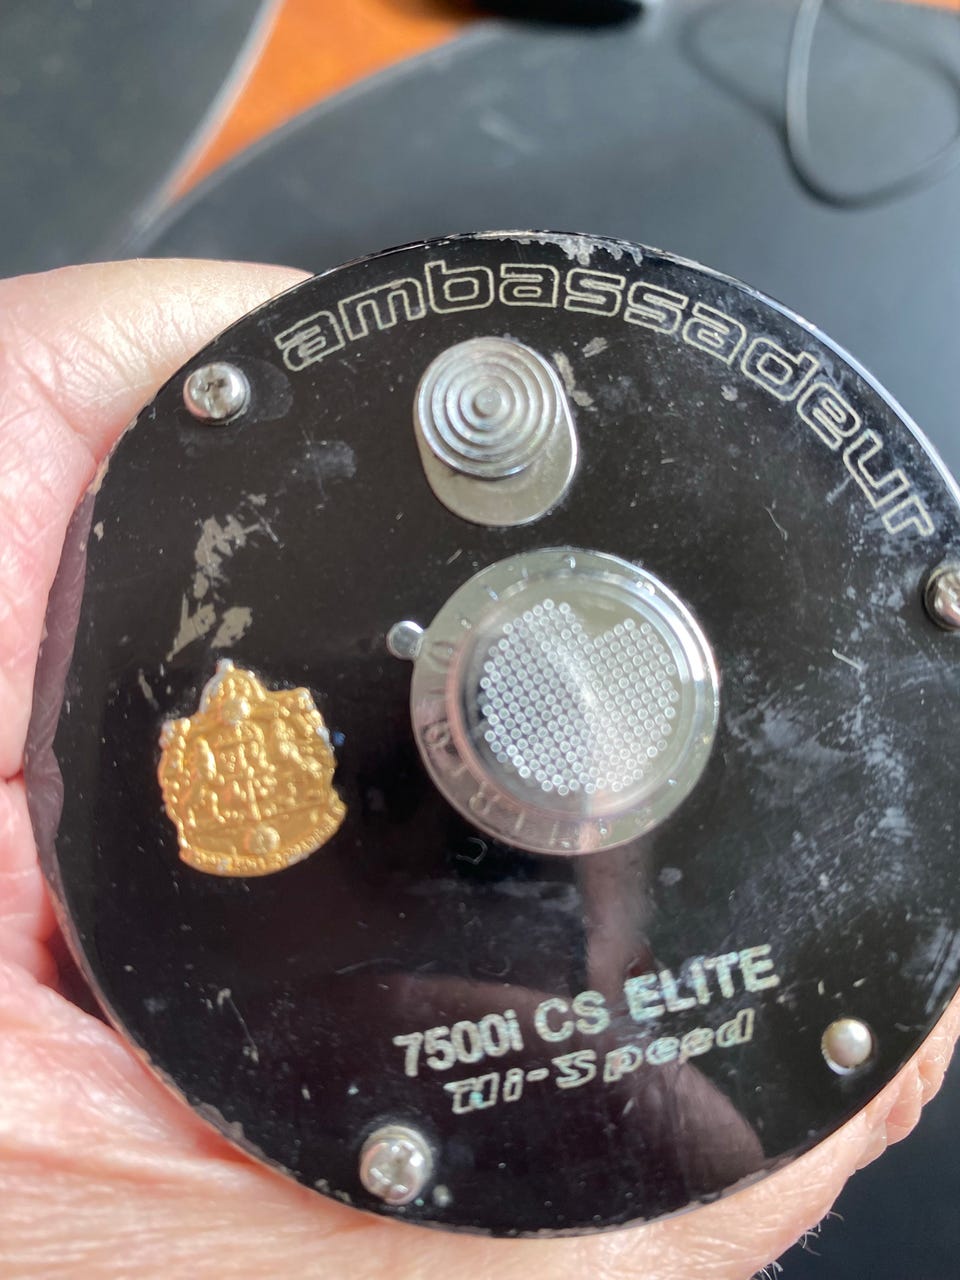 ambassadeur
7500i CS ELITE
Hi-Speed